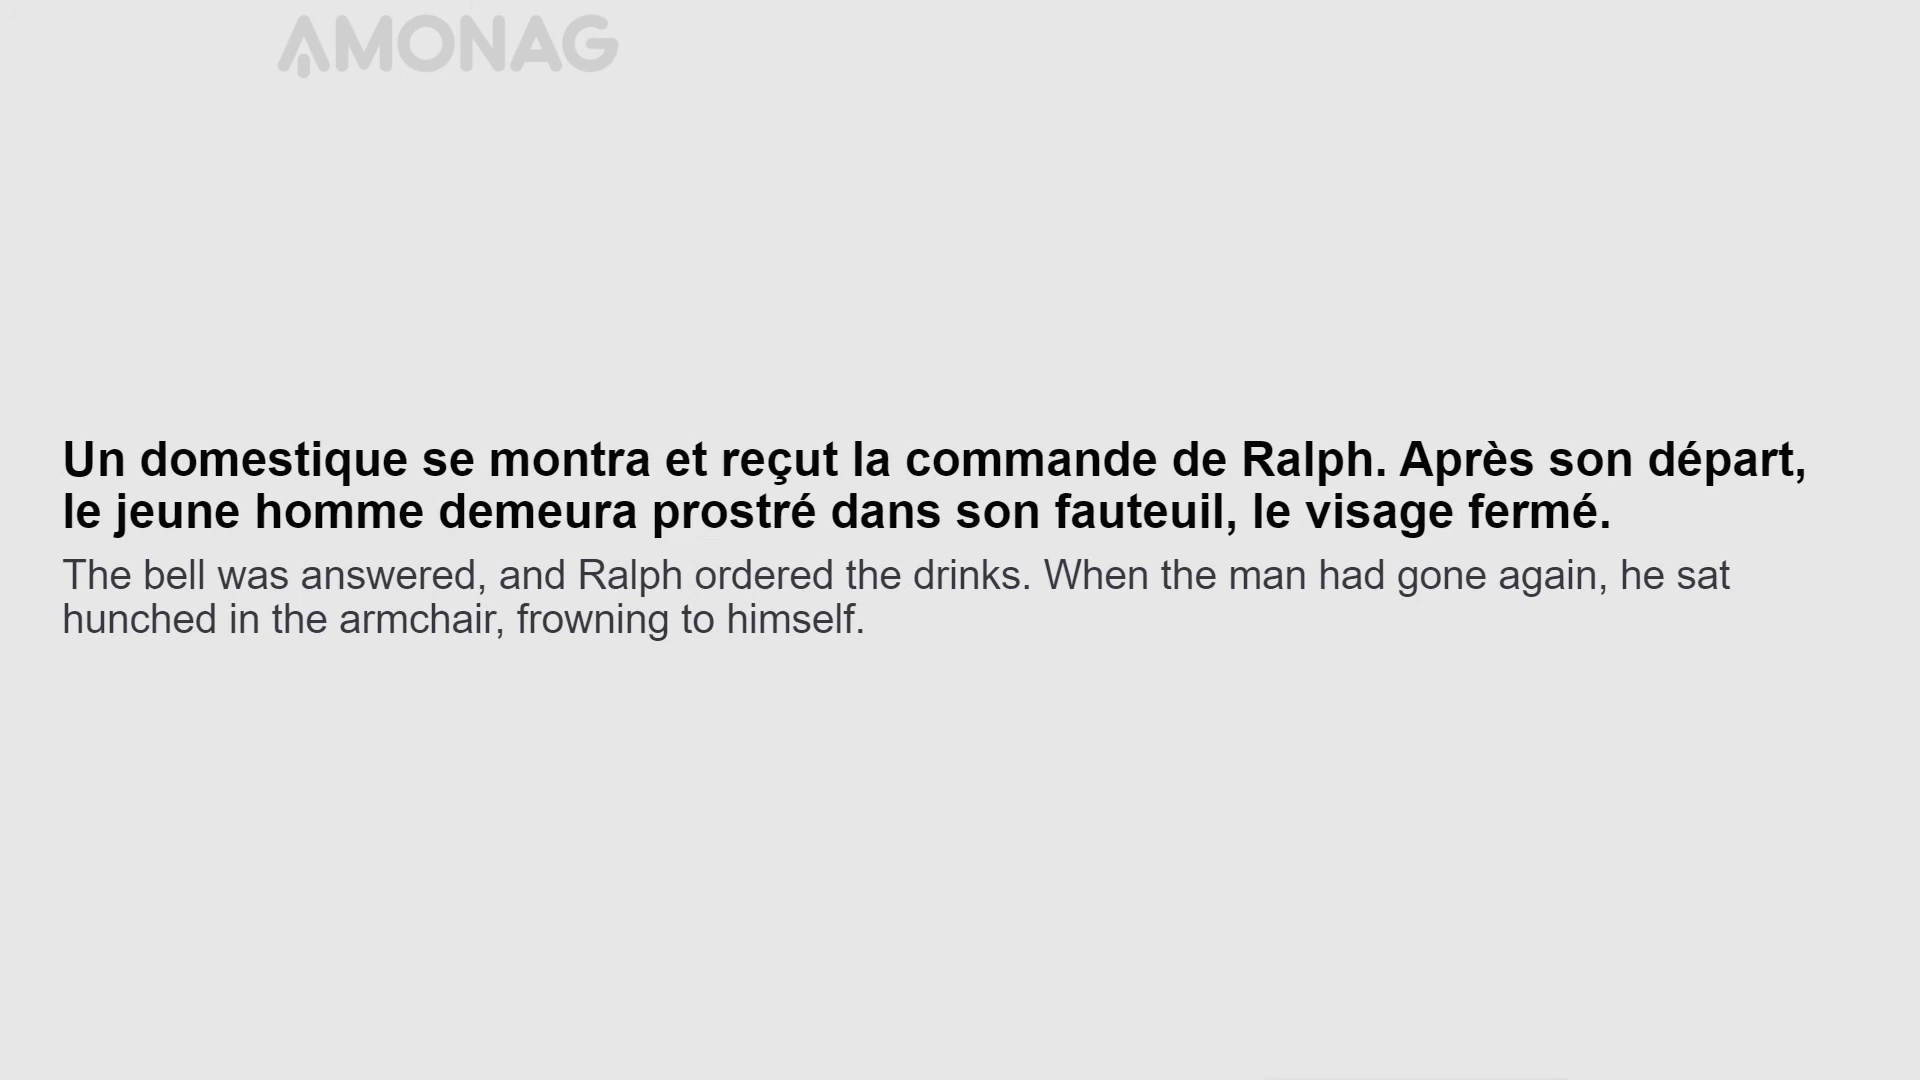 AMONAG
Un domestique se montra et reçut la commande de Ralph. Après son départ,
le jeune homme demeura prostré dans son fauteuil, le visage fermé.
The bell was answered, and Ralph ordered the drinks. When the man had gone again, he sat
hunched in the armchair, frowning to himself.